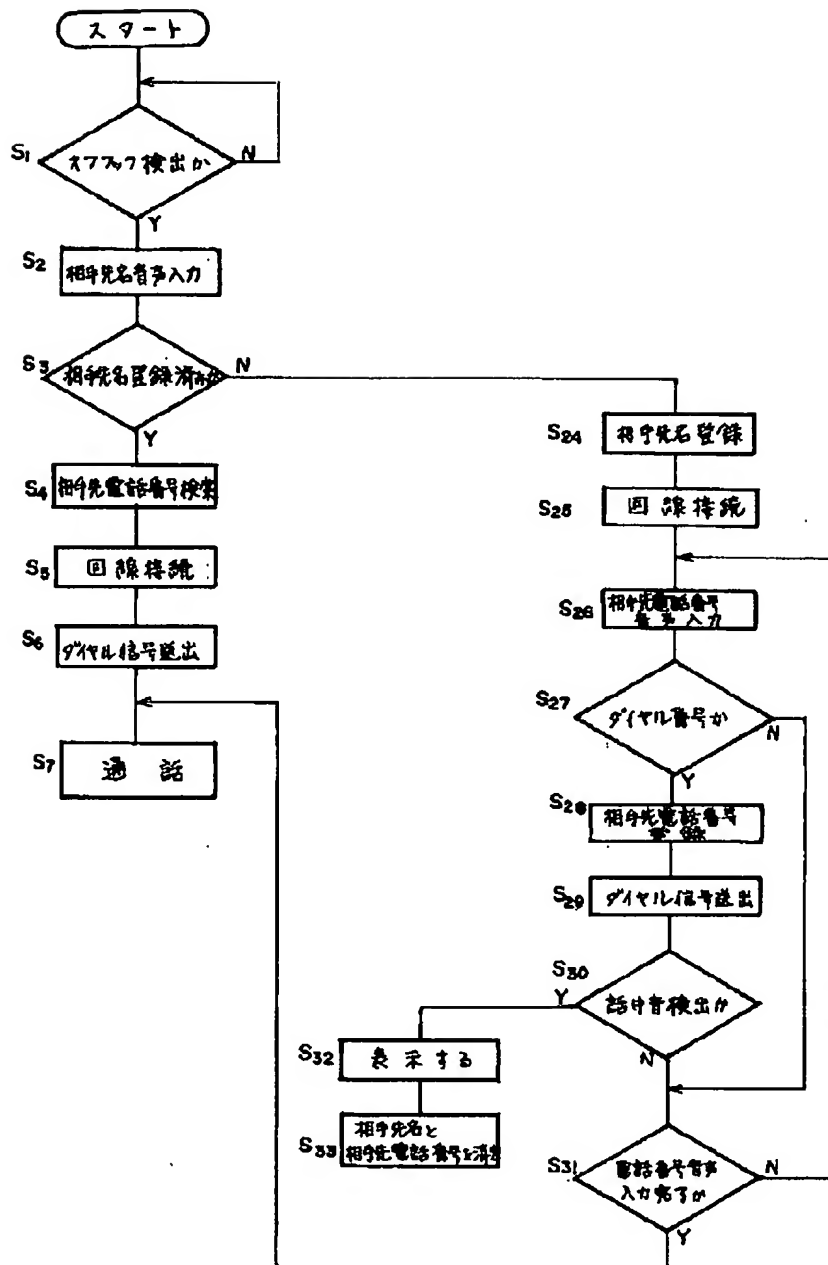 スタート
S1
オフフック検出か
N
Y
S2
相手先名音声入力
S3
相手先名登録済みか
N
Y
S4
相手先電話番号検索
S5
回線接続
S6
ダイヤル信号送出
S7
通話
S24
相手先名登録
S25
回線接続
S26
相手先電話番号
音声入力
S27
ダイヤル番号か
N
Y
S28
相手先電話番号
登録
S29
ダイヤル信号送出
S30
話中音検出か
Y
N
S32
表示する
S33
相手先名と
相手先電話番号を消去
S31
電話番号音声
入力完了か
N
Y